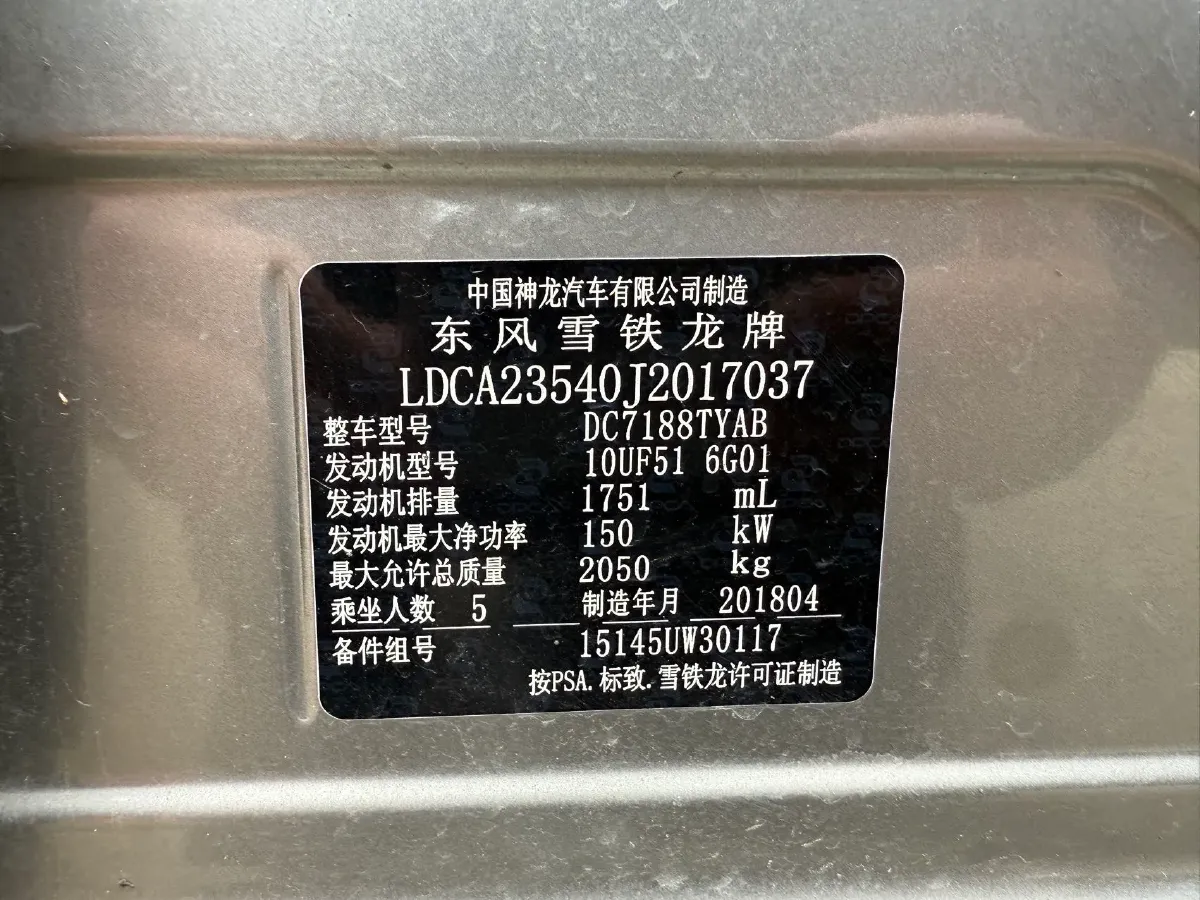 中国神龙汽车有限公司制造
东风雪铁龙牌
LDCA23540J2017037
整车型号 DC7188TYAB
发动机型号 10UF51 6G01
发动机排量 1751 mL
发动机最大净功率 150 kW
最大允许总质量 2050 kg
乘坐人数 5 制造年月 201804
备件组号 15145UW30117
按PSA.标致.雪铁龙许可证制造